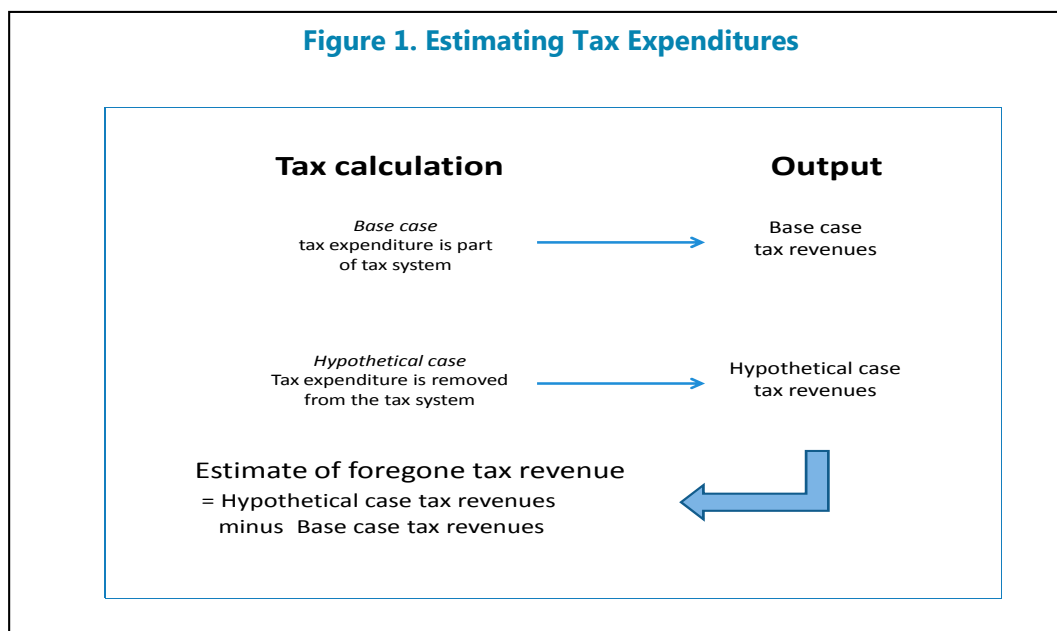 Figure 1. Estimating Tax Expenditures
Tax calculation
Output
Base case
tax expenditure is part
of tax system
Base case
tax revenues
Hypothetical case
Tax expenditure is removed
from the tax system
Hypothetical case
tax revenues
Estimate of foregone tax revenue
= Hypothetical case tax revenues
minus Base case tax revenues